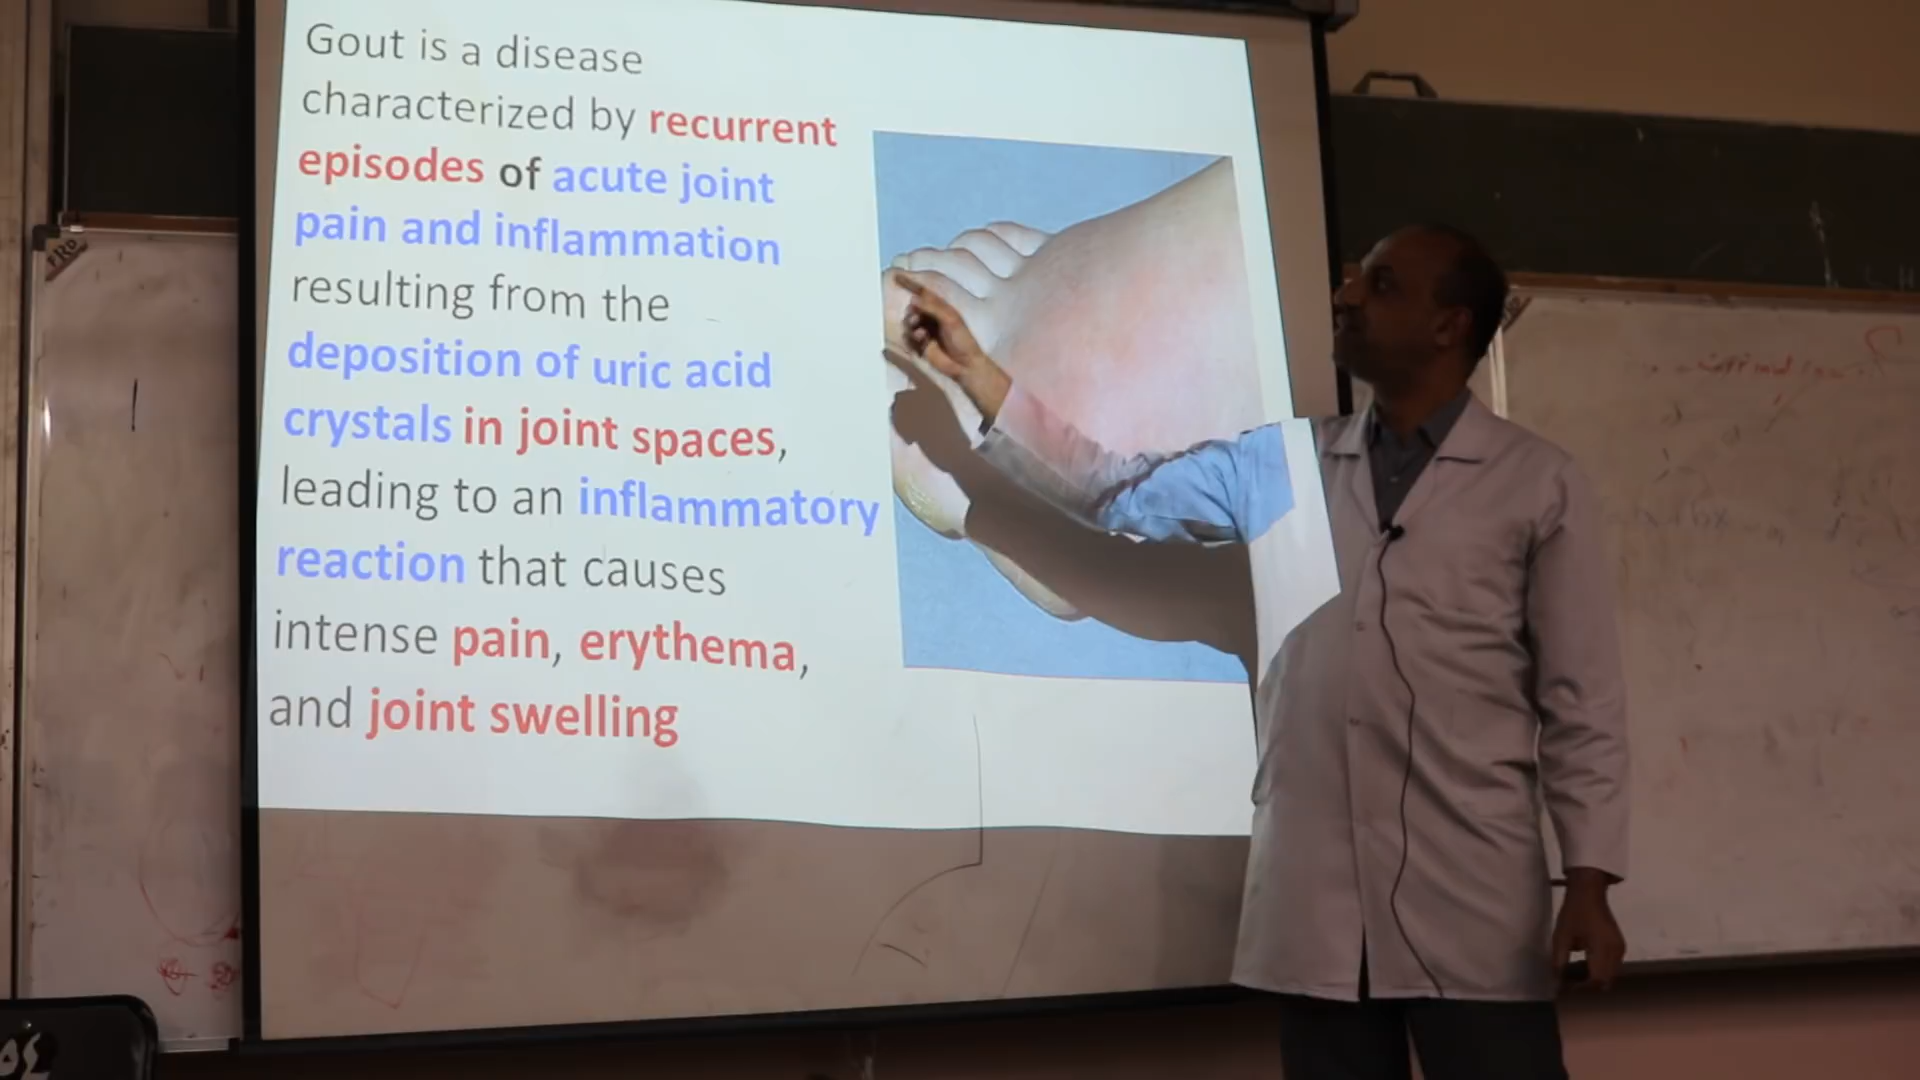 Gout is a disease
characterized by recurrent
episodes of acute joint
pain and inflammation
resulting from the
deposition of uric acid
crystals in joint spaces,
leading to an inflammatory
reaction that causes
intense pain, erythema,
and joint swelling